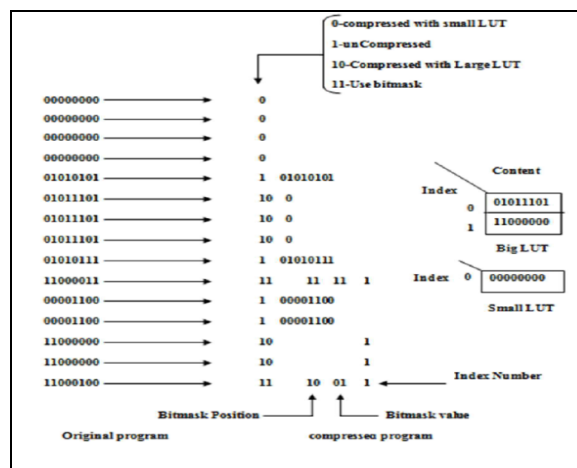 0-compressed with small LUT
1-unCompressed
10-Compressed with Large LUT
11-Use bitmask
00000000 0
00000000 0
00000000 0
00000000 0
01010101 1 01010101
01011101 10 0
01011101 10 0
01011101 10 0
01010111 1 01010111
11000011 11 11 11 1
00001100 1 00001100
00001100 1 00001100
11000000 10 1
11000000 10 1
11000100 11 10 01 1
Content
Index
0 01011101
1 11000000
Big LUT
Index 0 00000000
Small LUT
Index Number
Bitmask Position
Bitmask value
Original program
compressed program